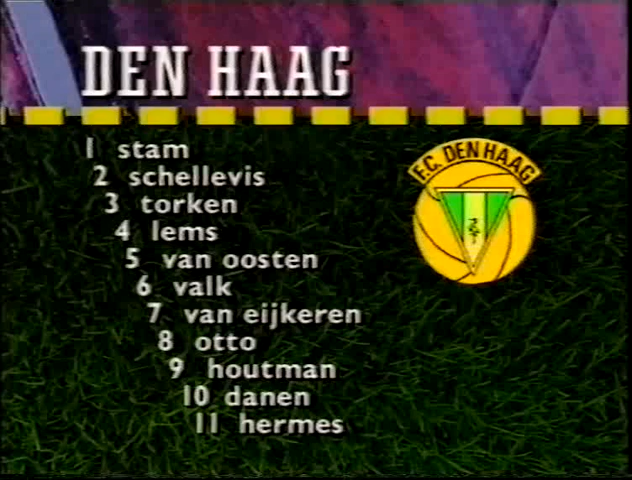 DEN HAAG
1 stam
2 schellevis
3 torken
4 lems
5 van oosten
6 valk
7 van eijkeren
8 otto
9 houtman
10 danen
11 hermes
F.C. DEN HAAG